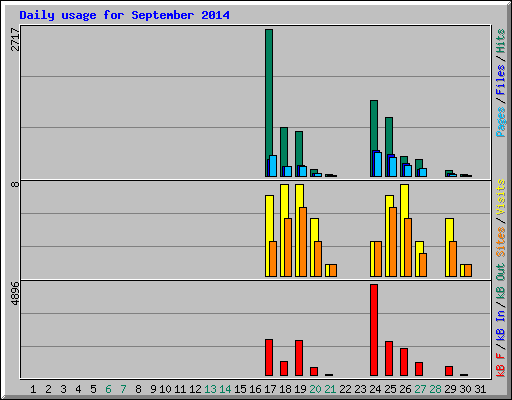 Daily usage for September 2014
2717
8
4896
Pages / Files / Hits
Sites / Visits
kB F / kB In / kB Out
1 2 3 4 5 6 7 8 9 10 11 12 13 14 15 16 17 18 19 20 21 22 23 24 25 26 27 28 29 30 31